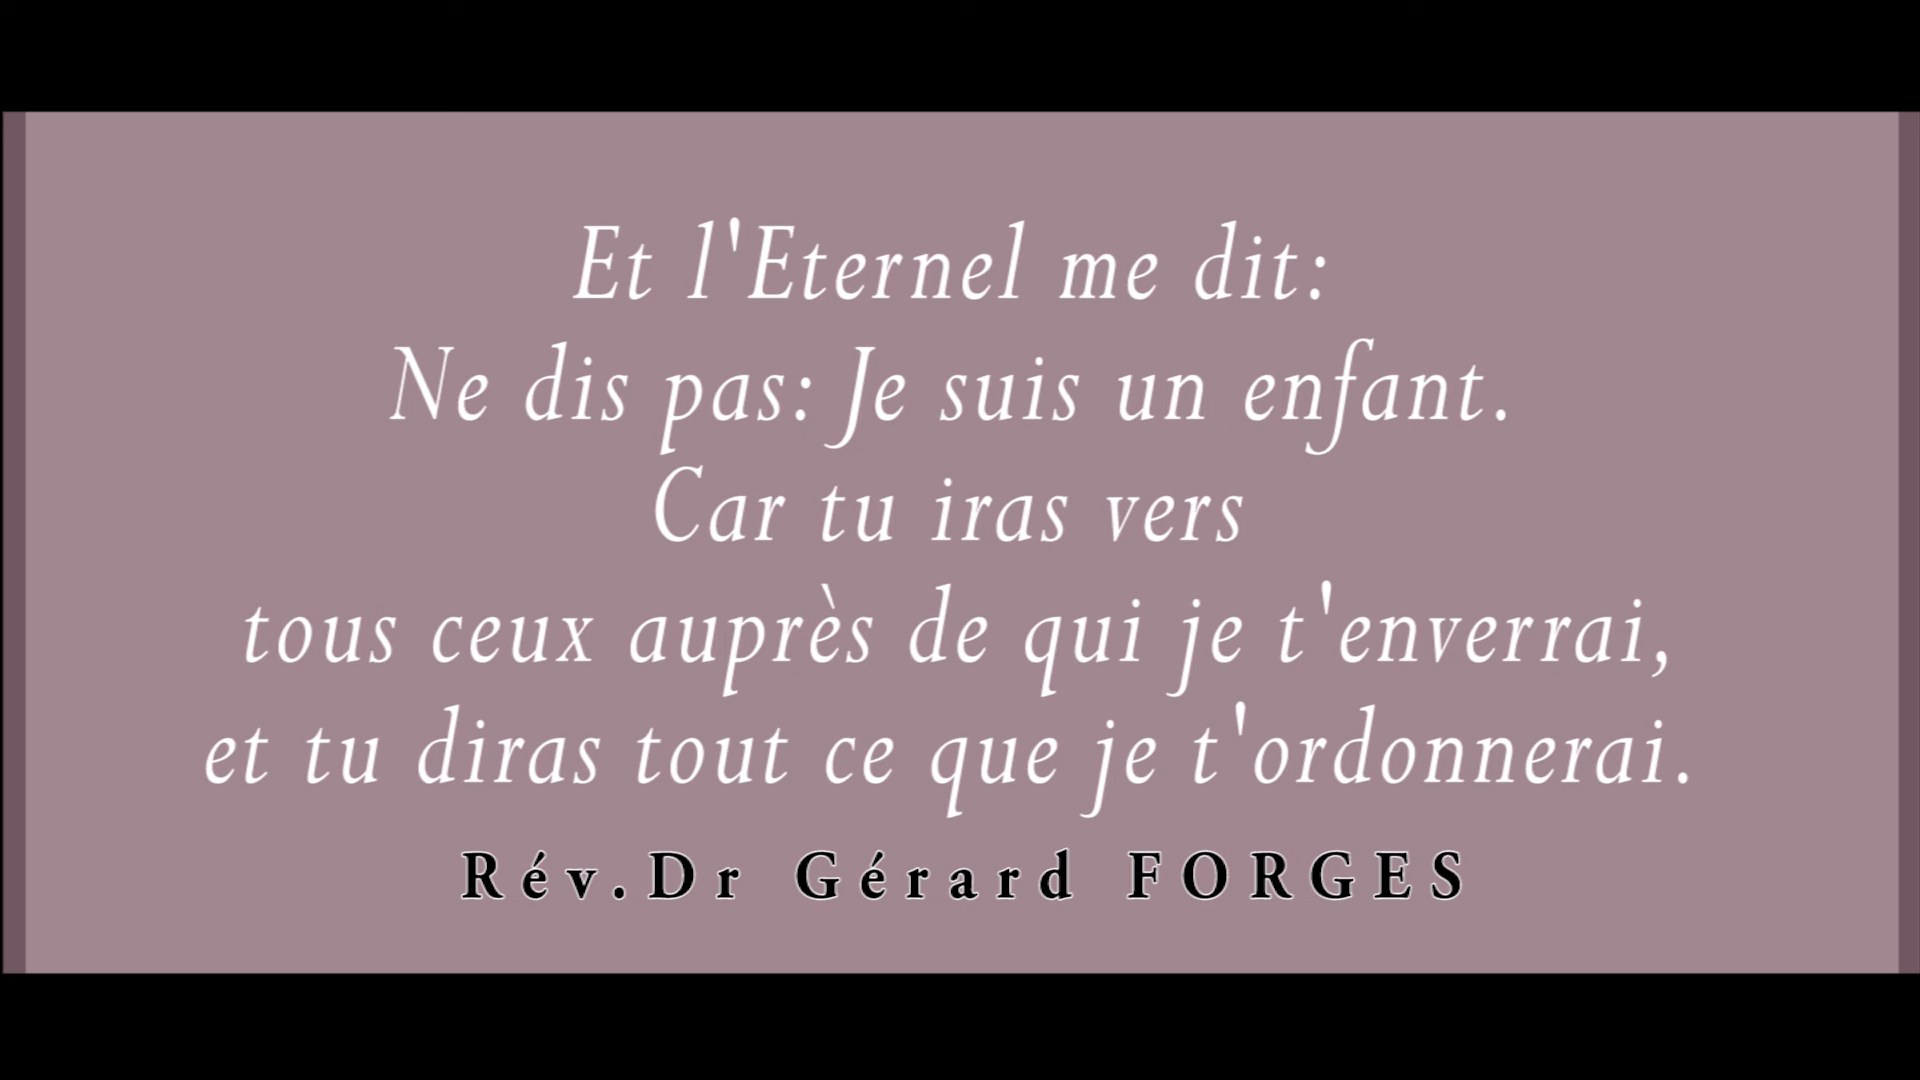 Et l'Eternel me dit:
Ne dis pas: Je suis un enfant.
Car tu iras vers
tous ceux auprès de qui je t'enverrai,
et tu diras tout ce que je t'ordonnerai.
Rév.Dr Gérard FORGES